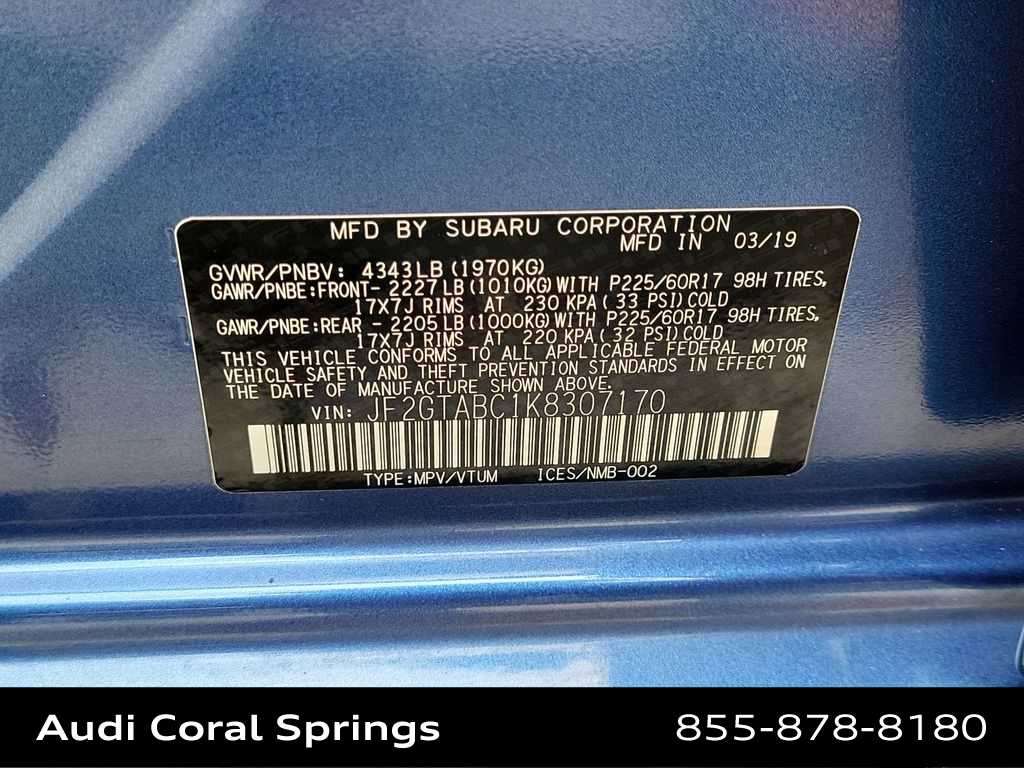 MFD BY SUBARU CORPORATION
MFD IN 03/19
GVWR/PNBV: 4343LB (1970KG)
GAWR/PNBE:FRONT- 2227LB (1010KG) WITH P225/60R17 98H TIRES,
17X7J RIMS AT 230 KPA ( 33 PSI) COLD
GAWR/PNBE:REAR - 2205LB (1000KG) WITH P225/60R17 98H TIRES,
17X7J RIMS AT 220 KPA ( 32 PSI) COLD
THIS VEHICLE CONFORMS TO ALL APPLICABLE FEDERAL MOTOR
VEHICLE SAFETY AND THEFT PREVENTION STANDARDS IN EFFECT ON
THE DATE OF MANUFACTURE SHOWN ABOVE.
VIN: JF2GTABC1K8307170
TYPE:MPV/VTUM ICES/NMB-002
Audi Coral Springs 855-878-8180